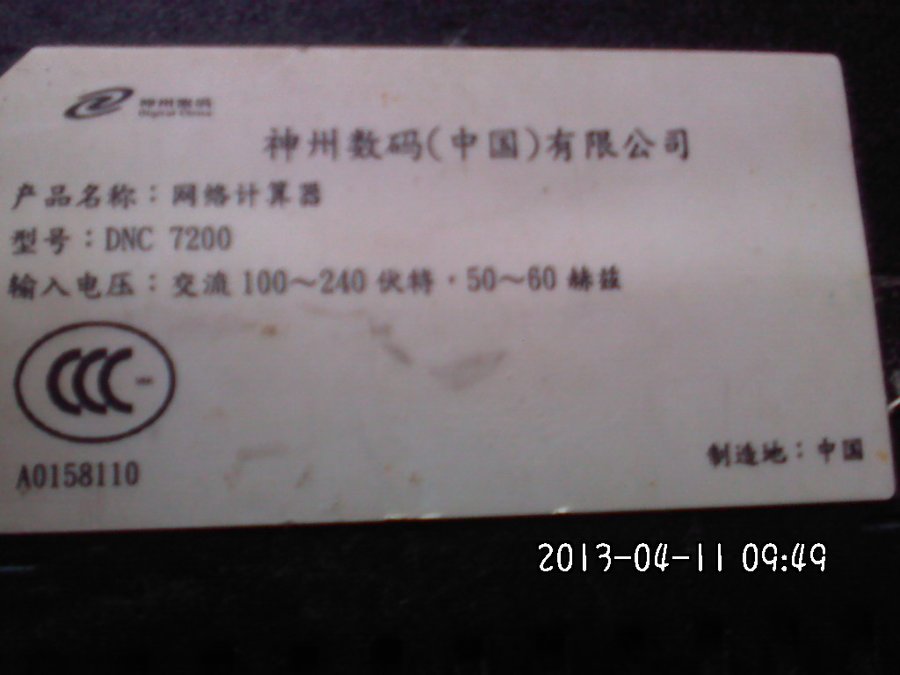 神州数码
Digital China
神州数码(中国)有限公司
产品名称：网络计算器
型号：DNC 7200
输入电压：交流 100～240 伏特·50～60 赫兹
CCC
A0158110
制造地：中国
2013-04-11 09:49